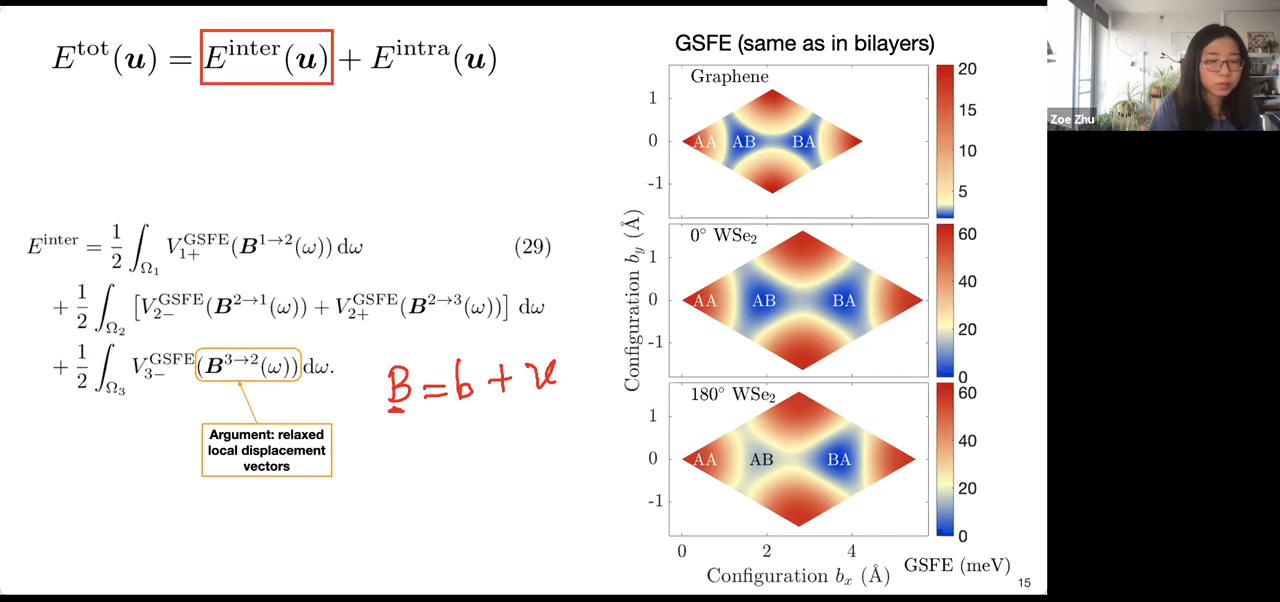 E^tot(u) = E^inter(u) + E^intra(u)
GSFE (same as in bilayers)
Zoe Zhu
Graphene
AA AB BA
1
0
-1
20
15
10
5
E^inter = 1/2 ∫_Ω₁ V_1+^GSFE(B^1→2(ω)) dω (29)
+ 1/2 ∫_Ω₂ [V_2−^GSFE(B^2→1(ω)) + V_2+^GSFE(B^2→3(ω))] dω
+ 1/2 ∫_Ω₃ V_3−^GSFE(B^3→2(ω))dω.
B = b + u
Argument: relaxed
local displacement
vectors
Configuration b_y (Å)
0° WSe₂
AA AB BA
1
0
-1
60
40
20
0
180° WSe₂
AA AB BA
1
0
-1
60
40
20
0
0 2 4
Configuration b_x (Å)
GSFE (meV)
15